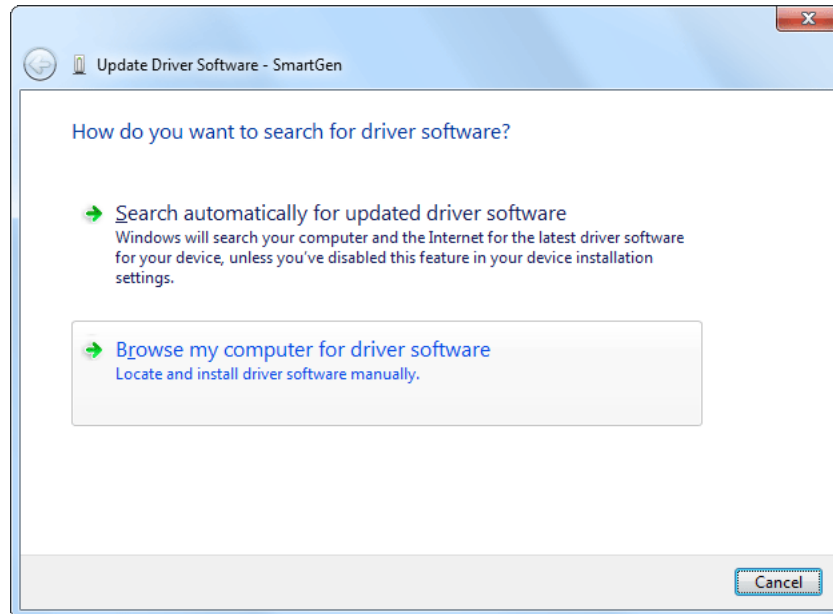 Update Driver Software - SmartGen
How do you want to search for driver software?
Search automatically for updated driver software
Windows will search your computer and the Internet for the latest driver software
for your device, unless you've disabled this feature in your device installation
settings.
Browse my computer for driver software
Locate and install driver software manually.
Cancel